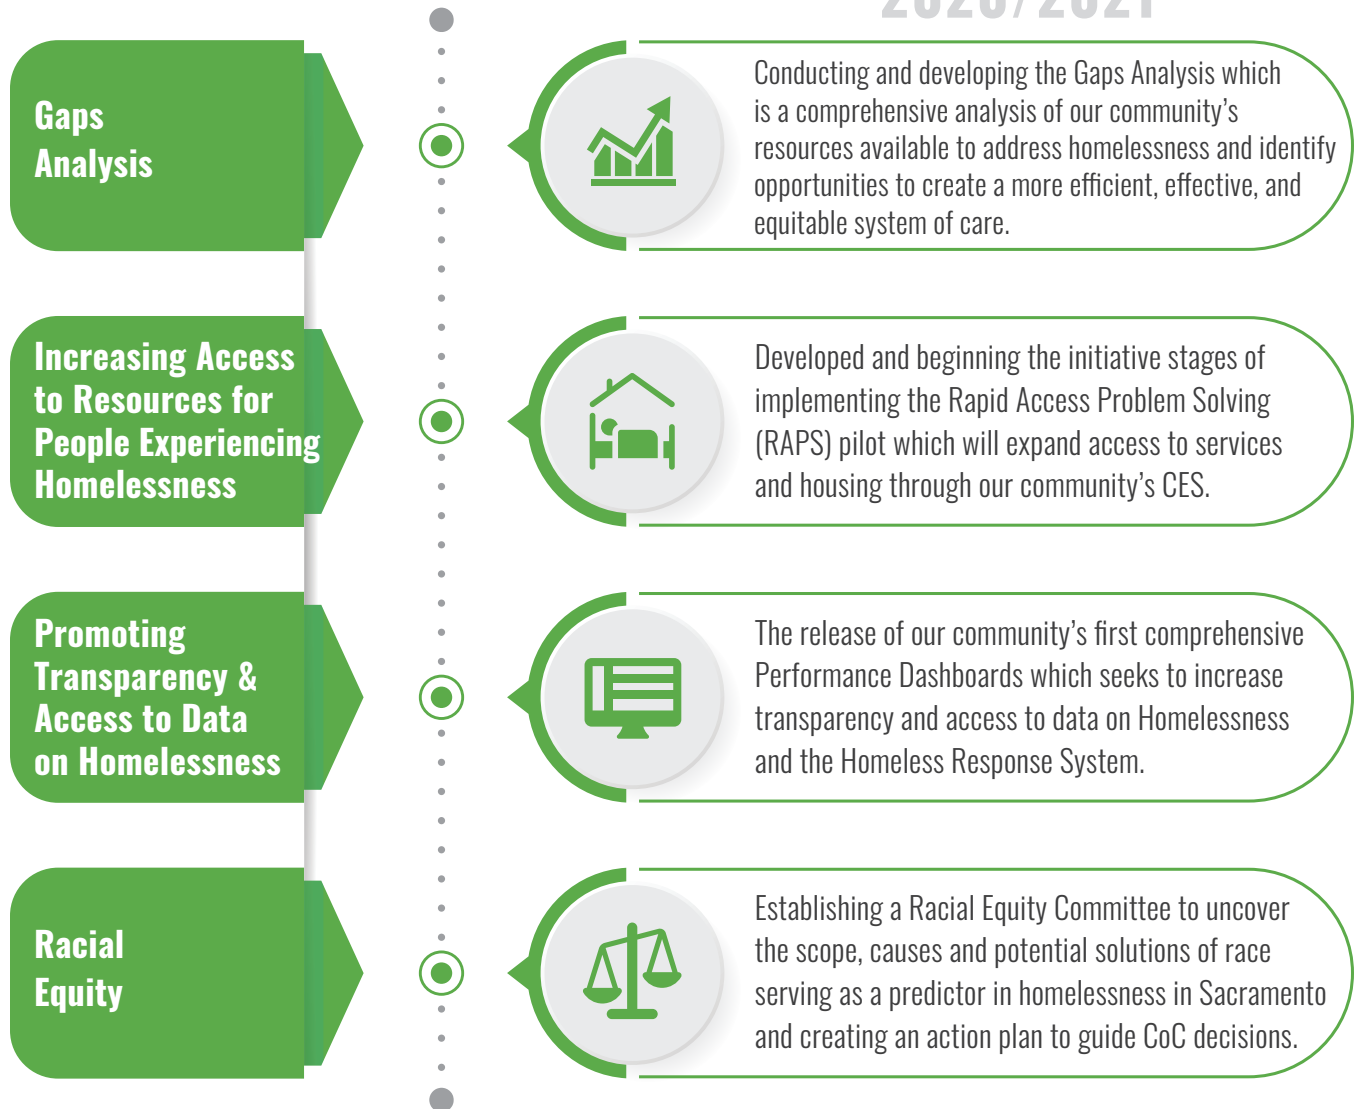 2020/2021
Gaps
Analysis
Conducting and developing the Gaps Analysis which
is a comprehensive analysis of our community’s
resources available to address homelessness and identify
opportunities to create a more efficient, effective, and
equitable system of care.
Increasing Access
to Resources for
People Experiencing
Homelessness
Developed and beginning the initiative stages of
implementing the Rapid Access Problem Solving
(RAPS) pilot which will expand access to services
and housing through our community’s CES.
Promoting
Transparency &
Access to Data
on Homelessness
The release of our community’s first comprehensive
Performance Dashboards which seeks to increase
transparency and access to data on Homelessness
and the Homeless Response System.
Racial
Equity
Establishing a Racial Equity Committee to uncover
the scope, causes and potential solutions of race
serving as a predictor in homelessness in Sacramento
and creating an action plan to guide CoC decisions.